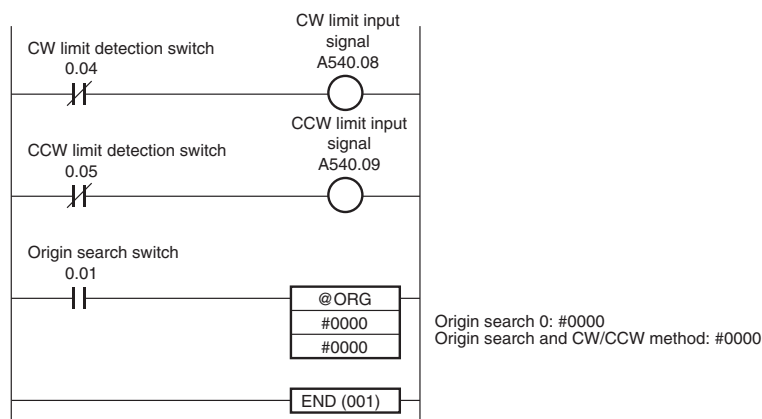 CW limit input
signal
A540.08
CW limit detection switch
0.04
CCW limit input
signal
A540.09
CCW limit detection switch
0.05
Origin search switch
0.01
@ORG
#0000
#0000
Origin search 0: #0000
Origin search and CW/CCW method: #0000
END (001)